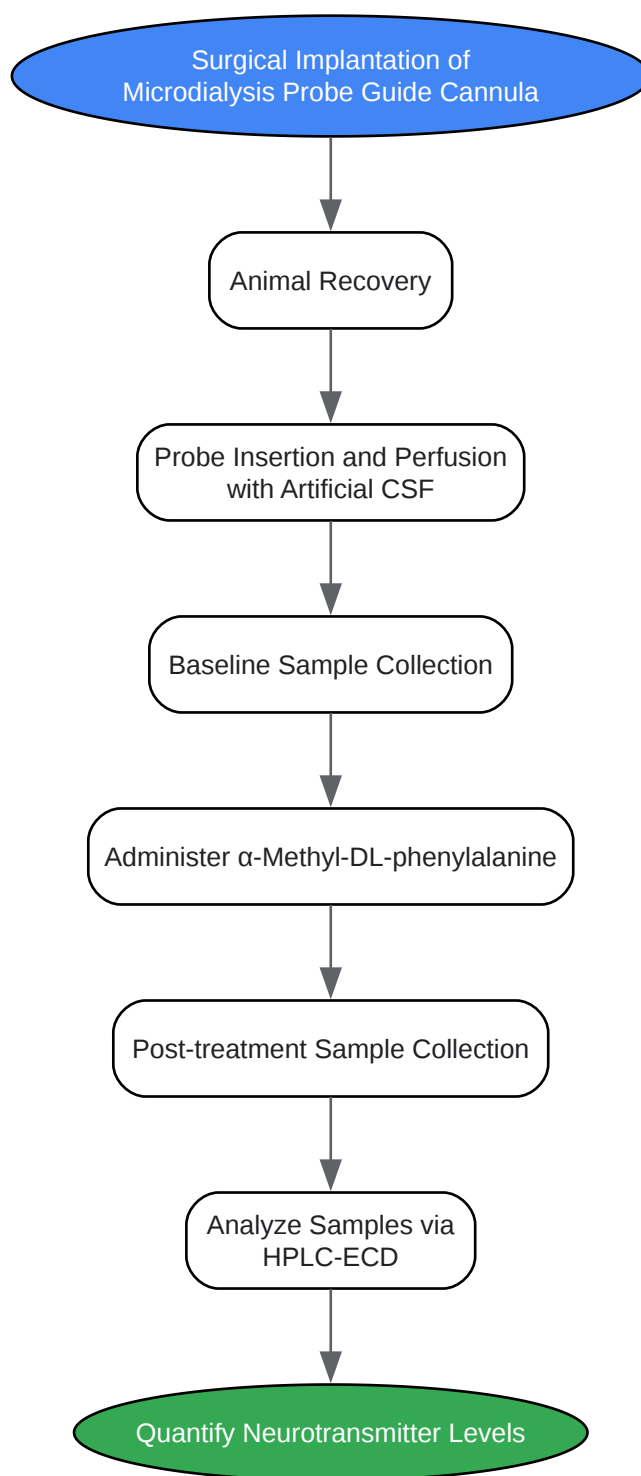 Surgical Implantation of
Microdialysis Probe Guide Cannula
Animal Recovery
Probe Insertion and Perfusion
with Artificial CSF
Baseline Sample Collection
Administer α-Methyl-DL-phenylalanine
Post-treatment Sample Collection
Analyze Samples via
HPLC-ECD
Quantify Neurotransmitter Levels